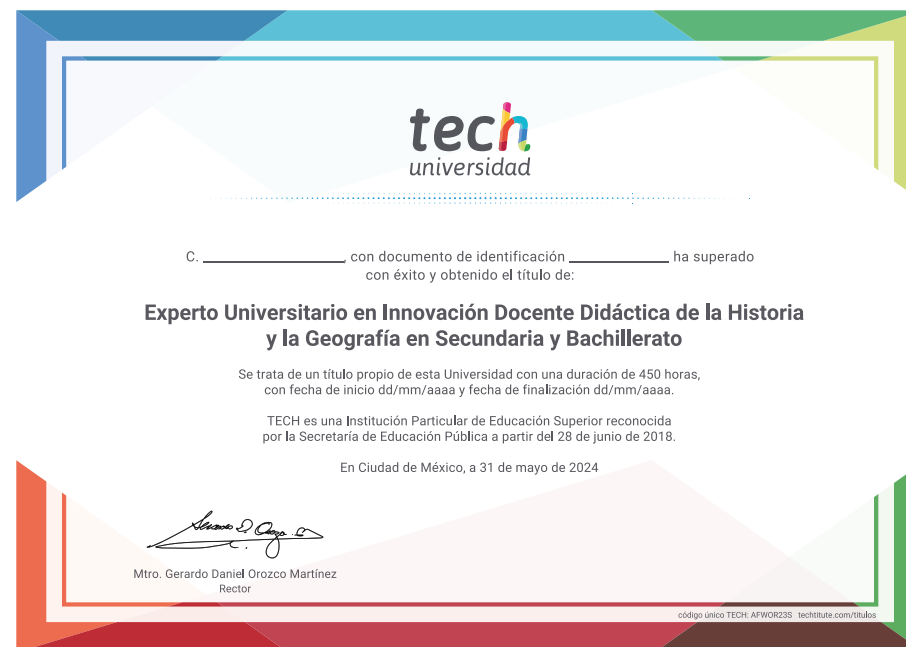 tech
universidad
C. ____________, con documento de identificación ____________ ha superado
con éxito y obtenido el título de:
Experto Universitario en Innovación Docente Didáctica de la Historia
y la Geografía en Secundaria y Bachillerato
Se trata de un título propio de esta Universidad con una duración de 450 horas,
con fecha de inicio dd/mm/aaaa y fecha de finalización dd/mm/aaaa.
TECH es una Institución Particular de Educación Superior reconocida
por la Secretaría de Educación Pública a partir del 28 de junio de 2018.
En Ciudad de México, a 31 de mayo de 2024
Mtro. Gerardo Daniel Orozco Martínez
Rector
código único TECH: AFWOR23S techtitute.com/titulos